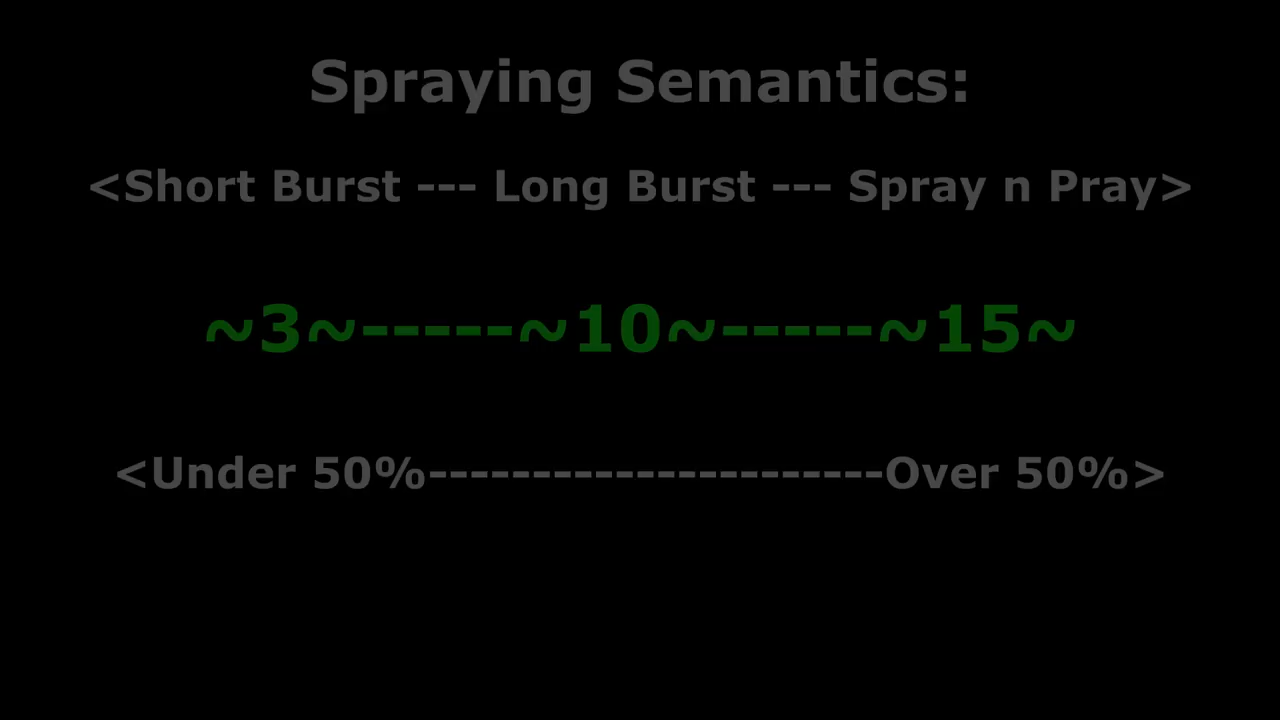 Spraying Semantics:
<Short Burst --- Long Burst --- Spray n Pray>
~3~-----~10~-----~15~
<Under 50%----------------------Over 50%>